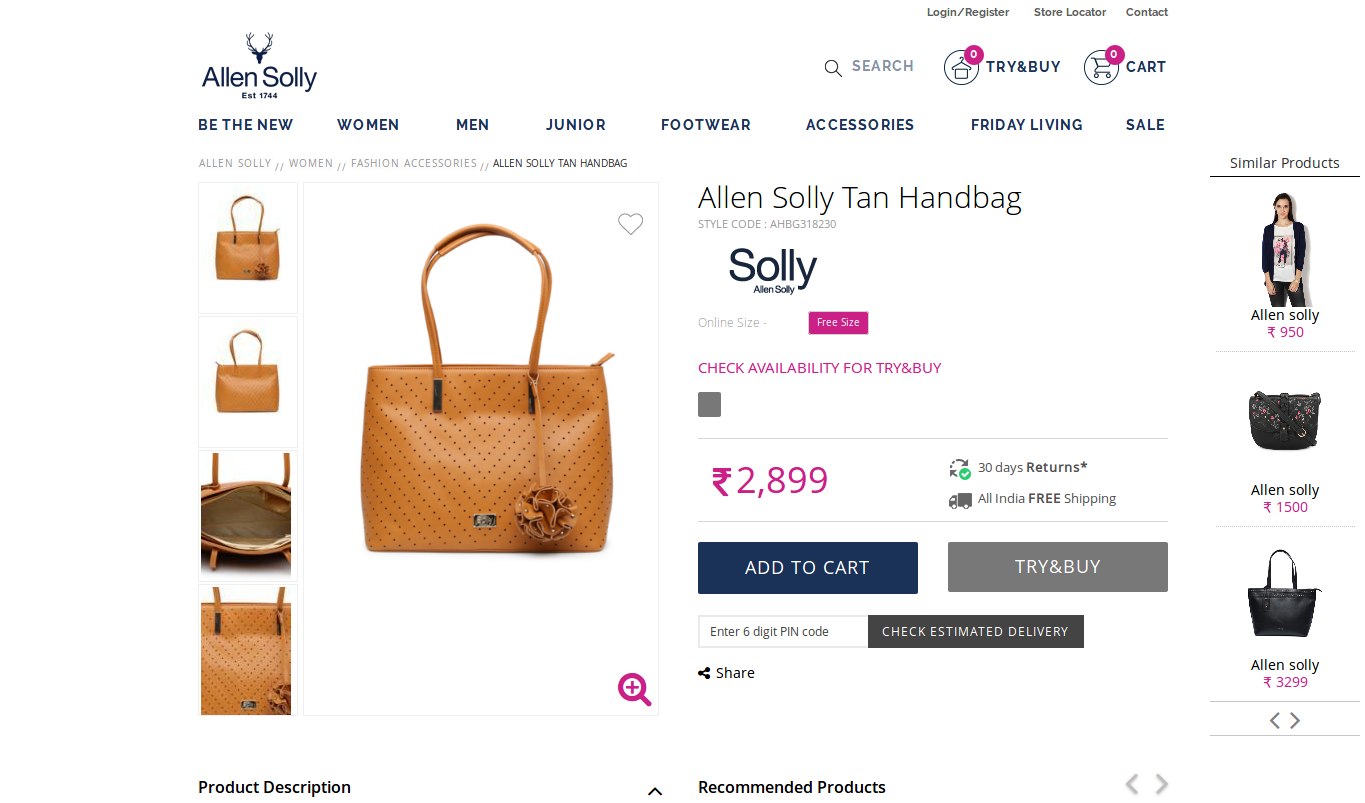 Login/Register Store Locator Contact
Allen Solly
Est 1744
SEARCH 0 TRY&BUY 0 CART
BE THE NEW WOMEN MEN JUNIOR FOOTWEAR ACCESSORIES FRIDAY LIVING SALE
ALLEN SOLLY // WOMEN // FASHION ACCESSORIES // ALLEN SOLLY TAN HANDBAG
Allen Solly Tan Handbag
STYLE CODE : AHBG318230
Solly
Allen Solly
Online Size - Free Size
CHECK AVAILABILITY FOR TRY&BUY
₹ 2,899
30 days Returns*
All India FREE Shipping
ADD TO CART TRY&BUY
Enter 6 digit PIN code CHECK ESTIMATED DELIVERY
Share
Similar Products
Allen solly
₹ 950
Allen solly
₹ 1500
Allen solly
₹ 3299
Product Description
Recommended Products